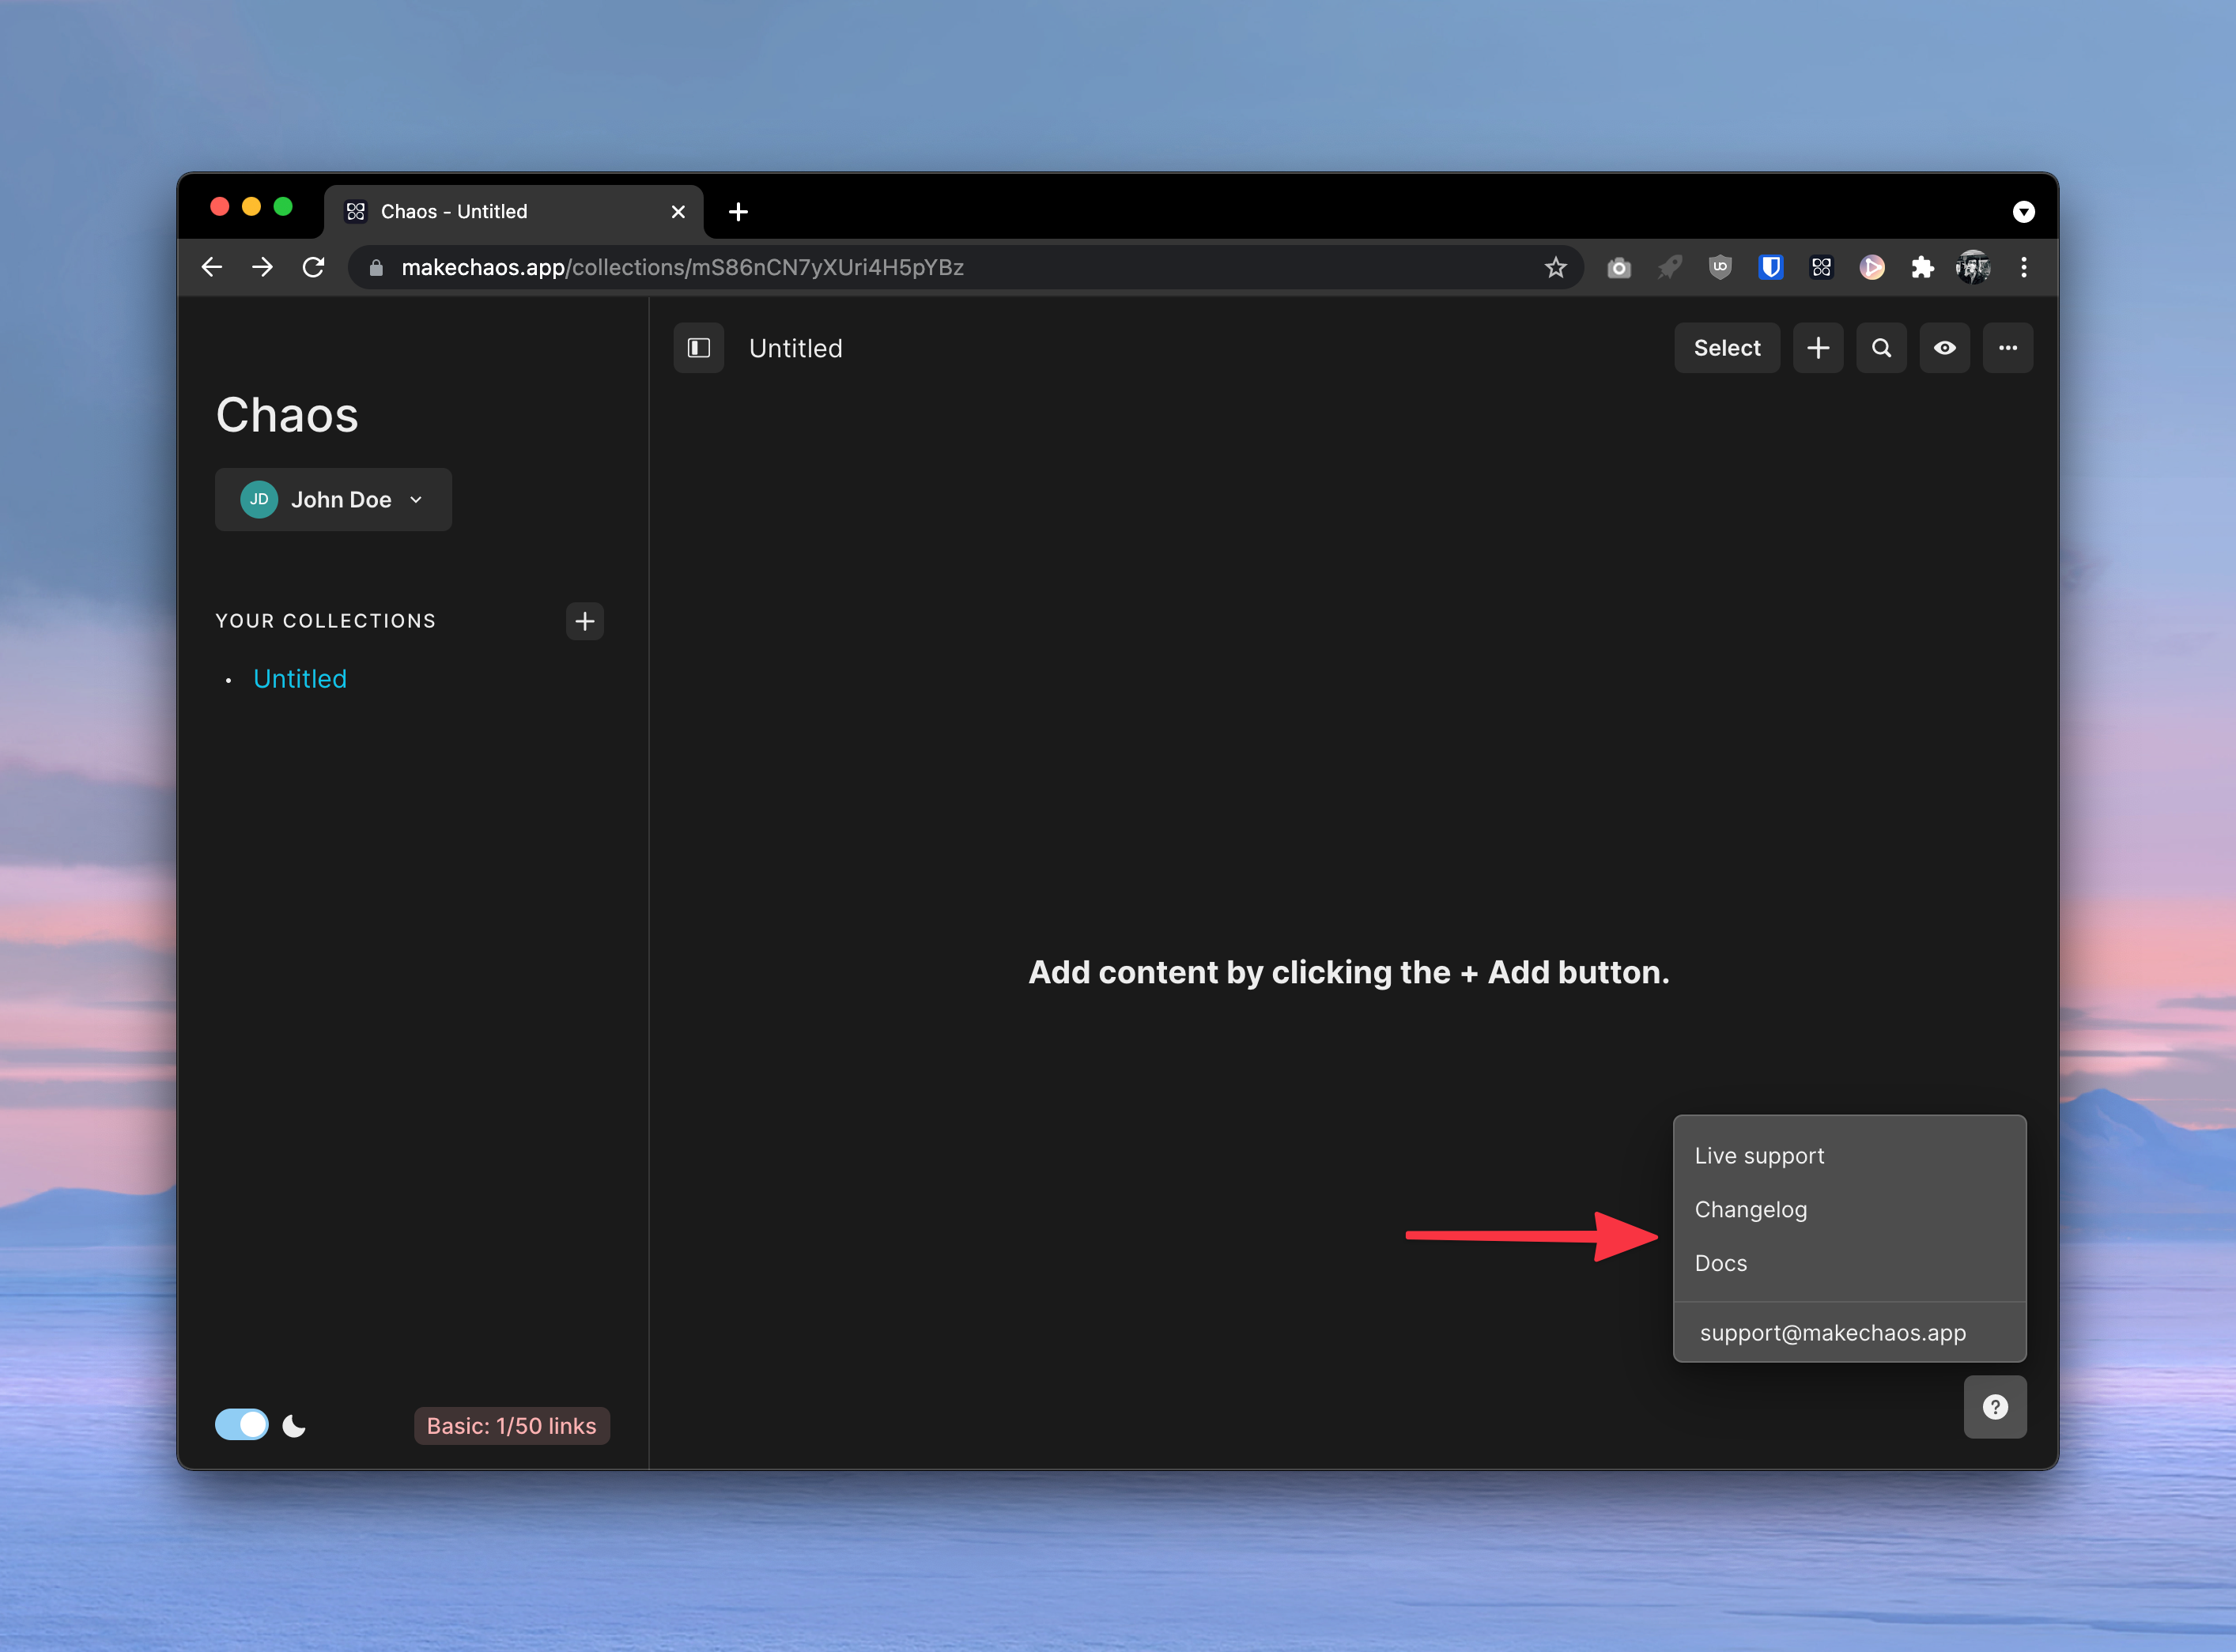 Chaos - Untitled
makechaos.app/collections/mS86nCN7yXUri4H5pYBz
Chaos
JD John Doe
YOUR COLLECTIONS
Untitled
Basic: 1/50 links
Untitled
Select
Add content by clicking the + Add button.
Live support
Changelog
Docs
support@makechaos.app
?